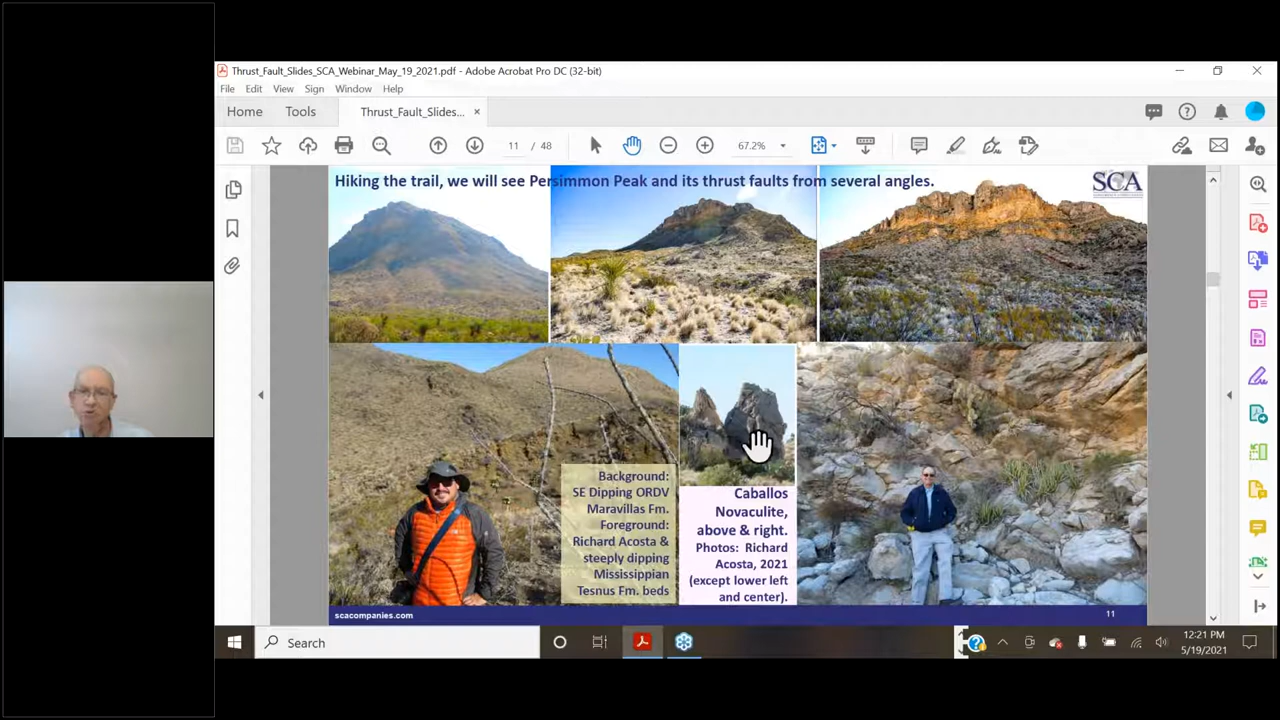 Thrust_Fault_Slides_SCA_Webinar_May_19_2021.pdf - Adobe Acrobat Pro DC (32-bit)
File Edit View Sign Window Help
Home Tools Thrust_Fault_Slides... ×
11 / 48 67.2%
Hiking the trail, we will see Persimmon Peak and its thrust faults from several angles.
SCA
Background:
SE Dipping ORDV
Maravillas Fm.
Foreground:
Richard Acosta &
steeply dipping
Mississippian
Tesnus Fm. beds
Caballos
Novaculite,
above & right.
Photos: Richard
Acosta, 2021
(except lower left
and center).
scacompanies.com
11
Search
12:21 PM
5/19/2021